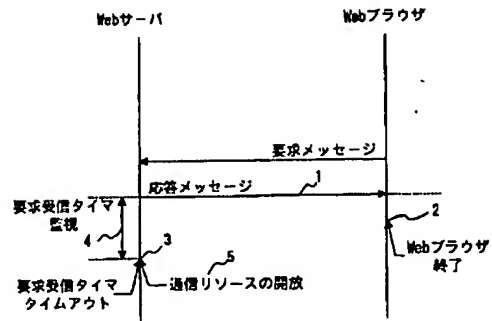 Webサーバ
Webブラウザ
要求メッセージ
応答メッセージ
1
要求受信タイマ
監視
4
3
2
Webブラウザ
終了
5
要求受信タイマ
タイムアウト
通信リソースの開放